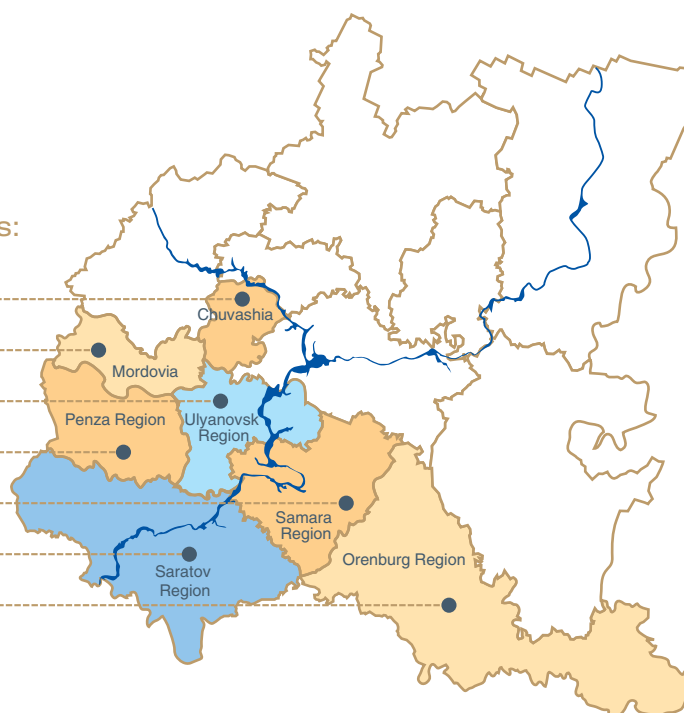 s:
Chuvashia
Mordovia
Penza Region
Ulyanovsk
Region
Samara
Region
Orenburg Region
Saratov
Region